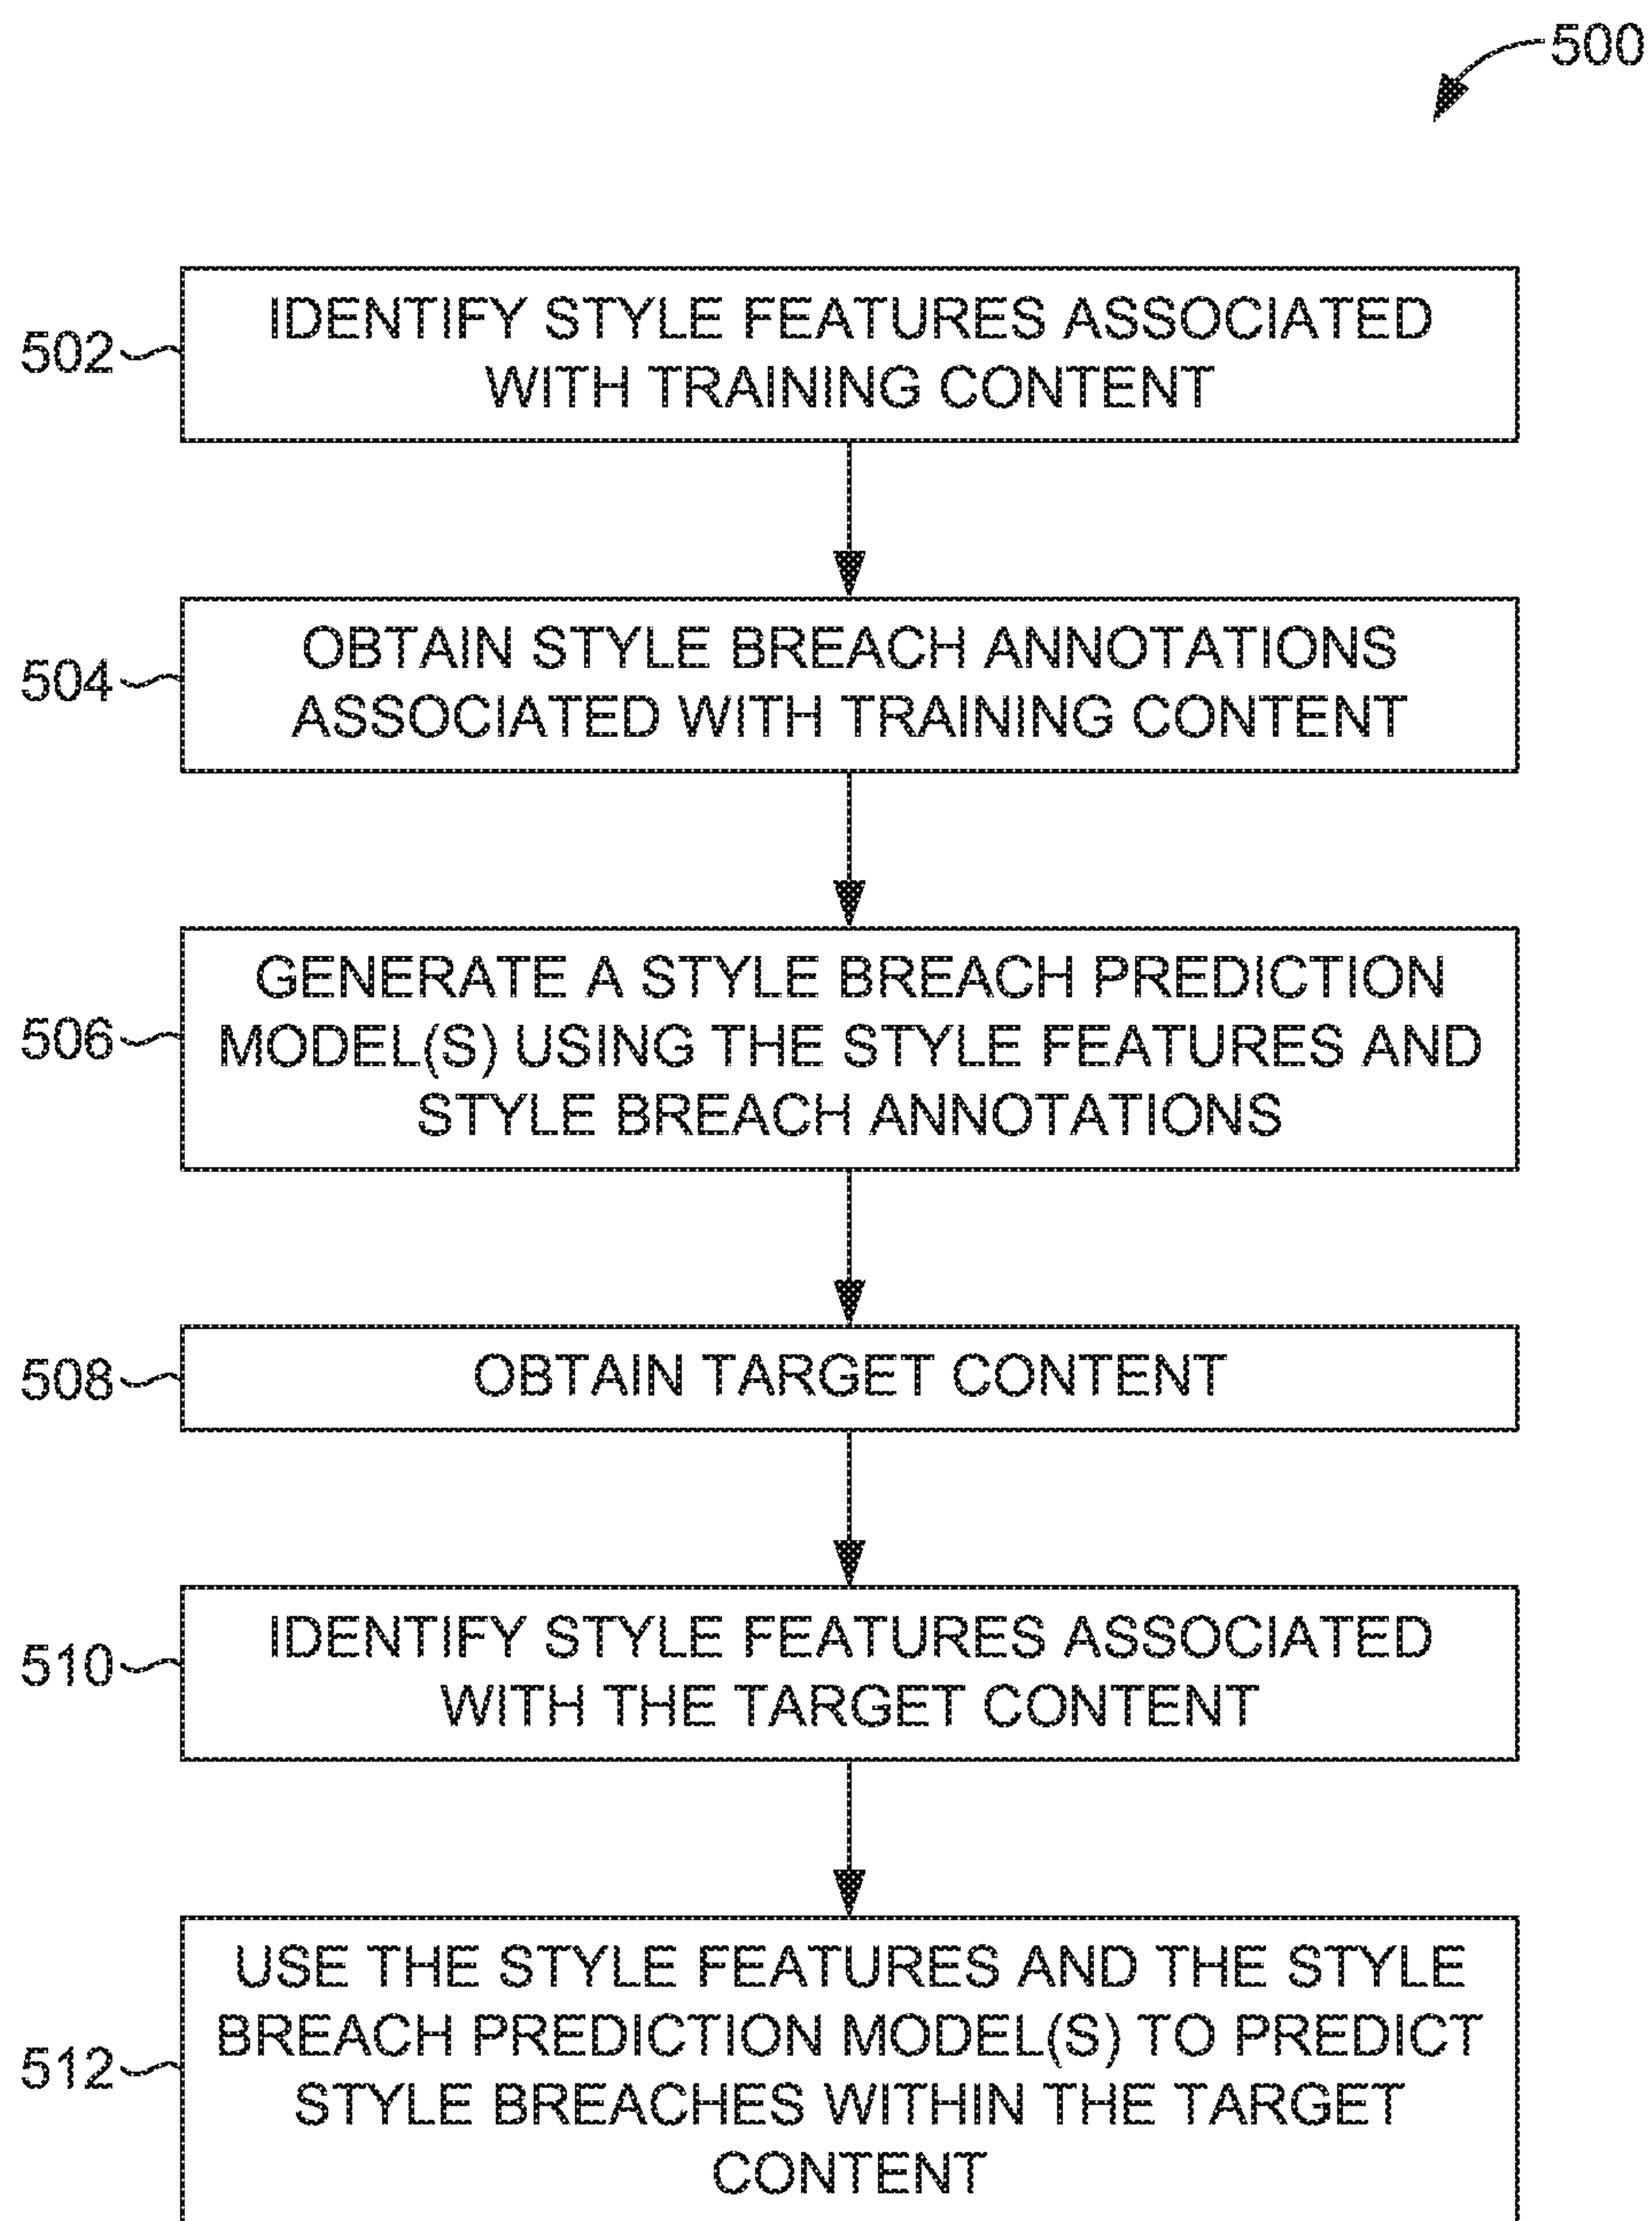 500
502
IDENTIFY STYLE FEATURES ASSOCIATED
WITH TRAINING CONTENT
504
OBTAIN STYLE BREACH ANNOTATIONS
ASSOCIATED WITH TRAINING CONTENT
506
GENERATE A STYLE BREACH PREDICTION
MODEL(S) USING THE STYLE FEATURES AND
STYLE BREACH ANNOTATIONS
508
OBTAIN TARGET CONTENT
510
IDENTIFY STYLE FEATURES ASSOCIATED
WITH THE TARGET CONTENT
512
USE THE STYLE FEATURES AND THE STYLE
BREACH PREDICTION MODEL(S) TO PREDICT
STYLE BREACHES WITHIN THE TARGET
CONTENT